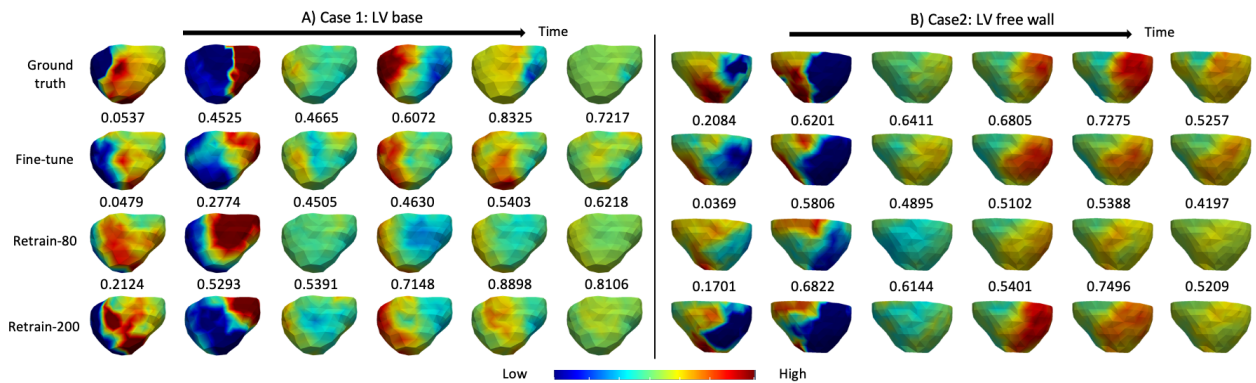 A) Case 1: LV base
Time
B) Case2: LV free wall
Time
Ground truth
0.0537 0.4525 0.4665 0.6072 0.8325 0.7217 0.2084 0.6201 0.6411 0.6805 0.7275 0.5257
Fine-tune
0.0479 0.2774 0.4505 0.4630 0.5403 0.6218 0.0369 0.5806 0.4895 0.5102 0.5388 0.4197
Retrain-80
0.2124 0.5293 0.5391 0.7148 0.8898 0.8106 0.1701 0.6822 0.6144 0.5401 0.7496 0.5209
Retrain-200
Low High